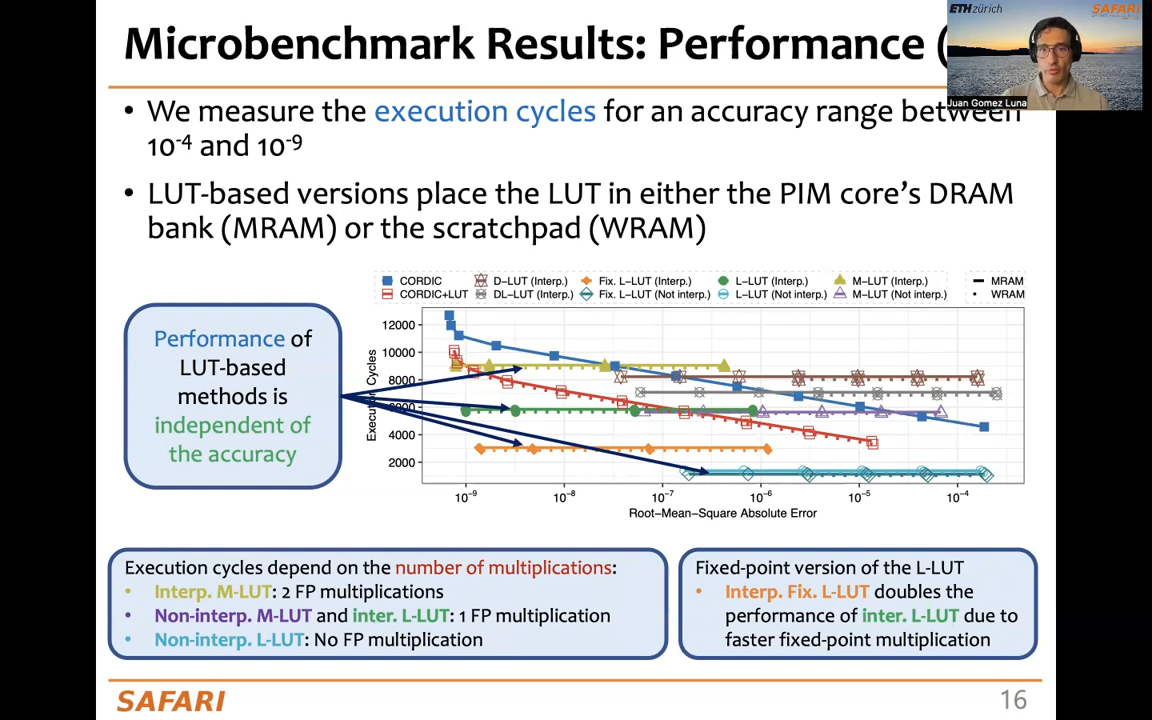 Microbenchmark Results: Performance (
ETH zürich
SAFARI
Juan Gomez Luna
• We measure the execution cycles for an accuracy range between
10-4 and 10-9
• LUT-based versions place the LUT in either the PIM core's DRAM
bank (MRAM) or the scratchpad (WRAM)
CORDIC D-LUT (Interp.) Fix. L-LUT (Interp.) L-LUT (Interp.) M-LUT (Interp.) MRAM
CORDIC+LUT DL-LUT (Interp.) Fix. L-LUT (Not interp.) L-LUT (Not interp.) M-LUT (Not interp.) WRAM
Performance of
LUT-based
methods is
independent of
the accuracy
Execution Cycles
12000
10000
8000
6000
4000
2000
10-9 10-8 10-7 10-6 10-5 10-4
Root-Mean-Square Absolute Error
Execution cycles depend on the number of multiplications:
• Interp. M-LUT: 2 FP multiplications
• Non-interp. M-LUT and inter. L-LUT: 1 FP multiplication
• Non-interp. L-LUT: No FP multiplication
Fixed-point version of the L-LUT
• Interp. Fix. L-LUT doubles the
performance of inter. L-LUT due to
faster fixed-point multiplication
SAFARI
16